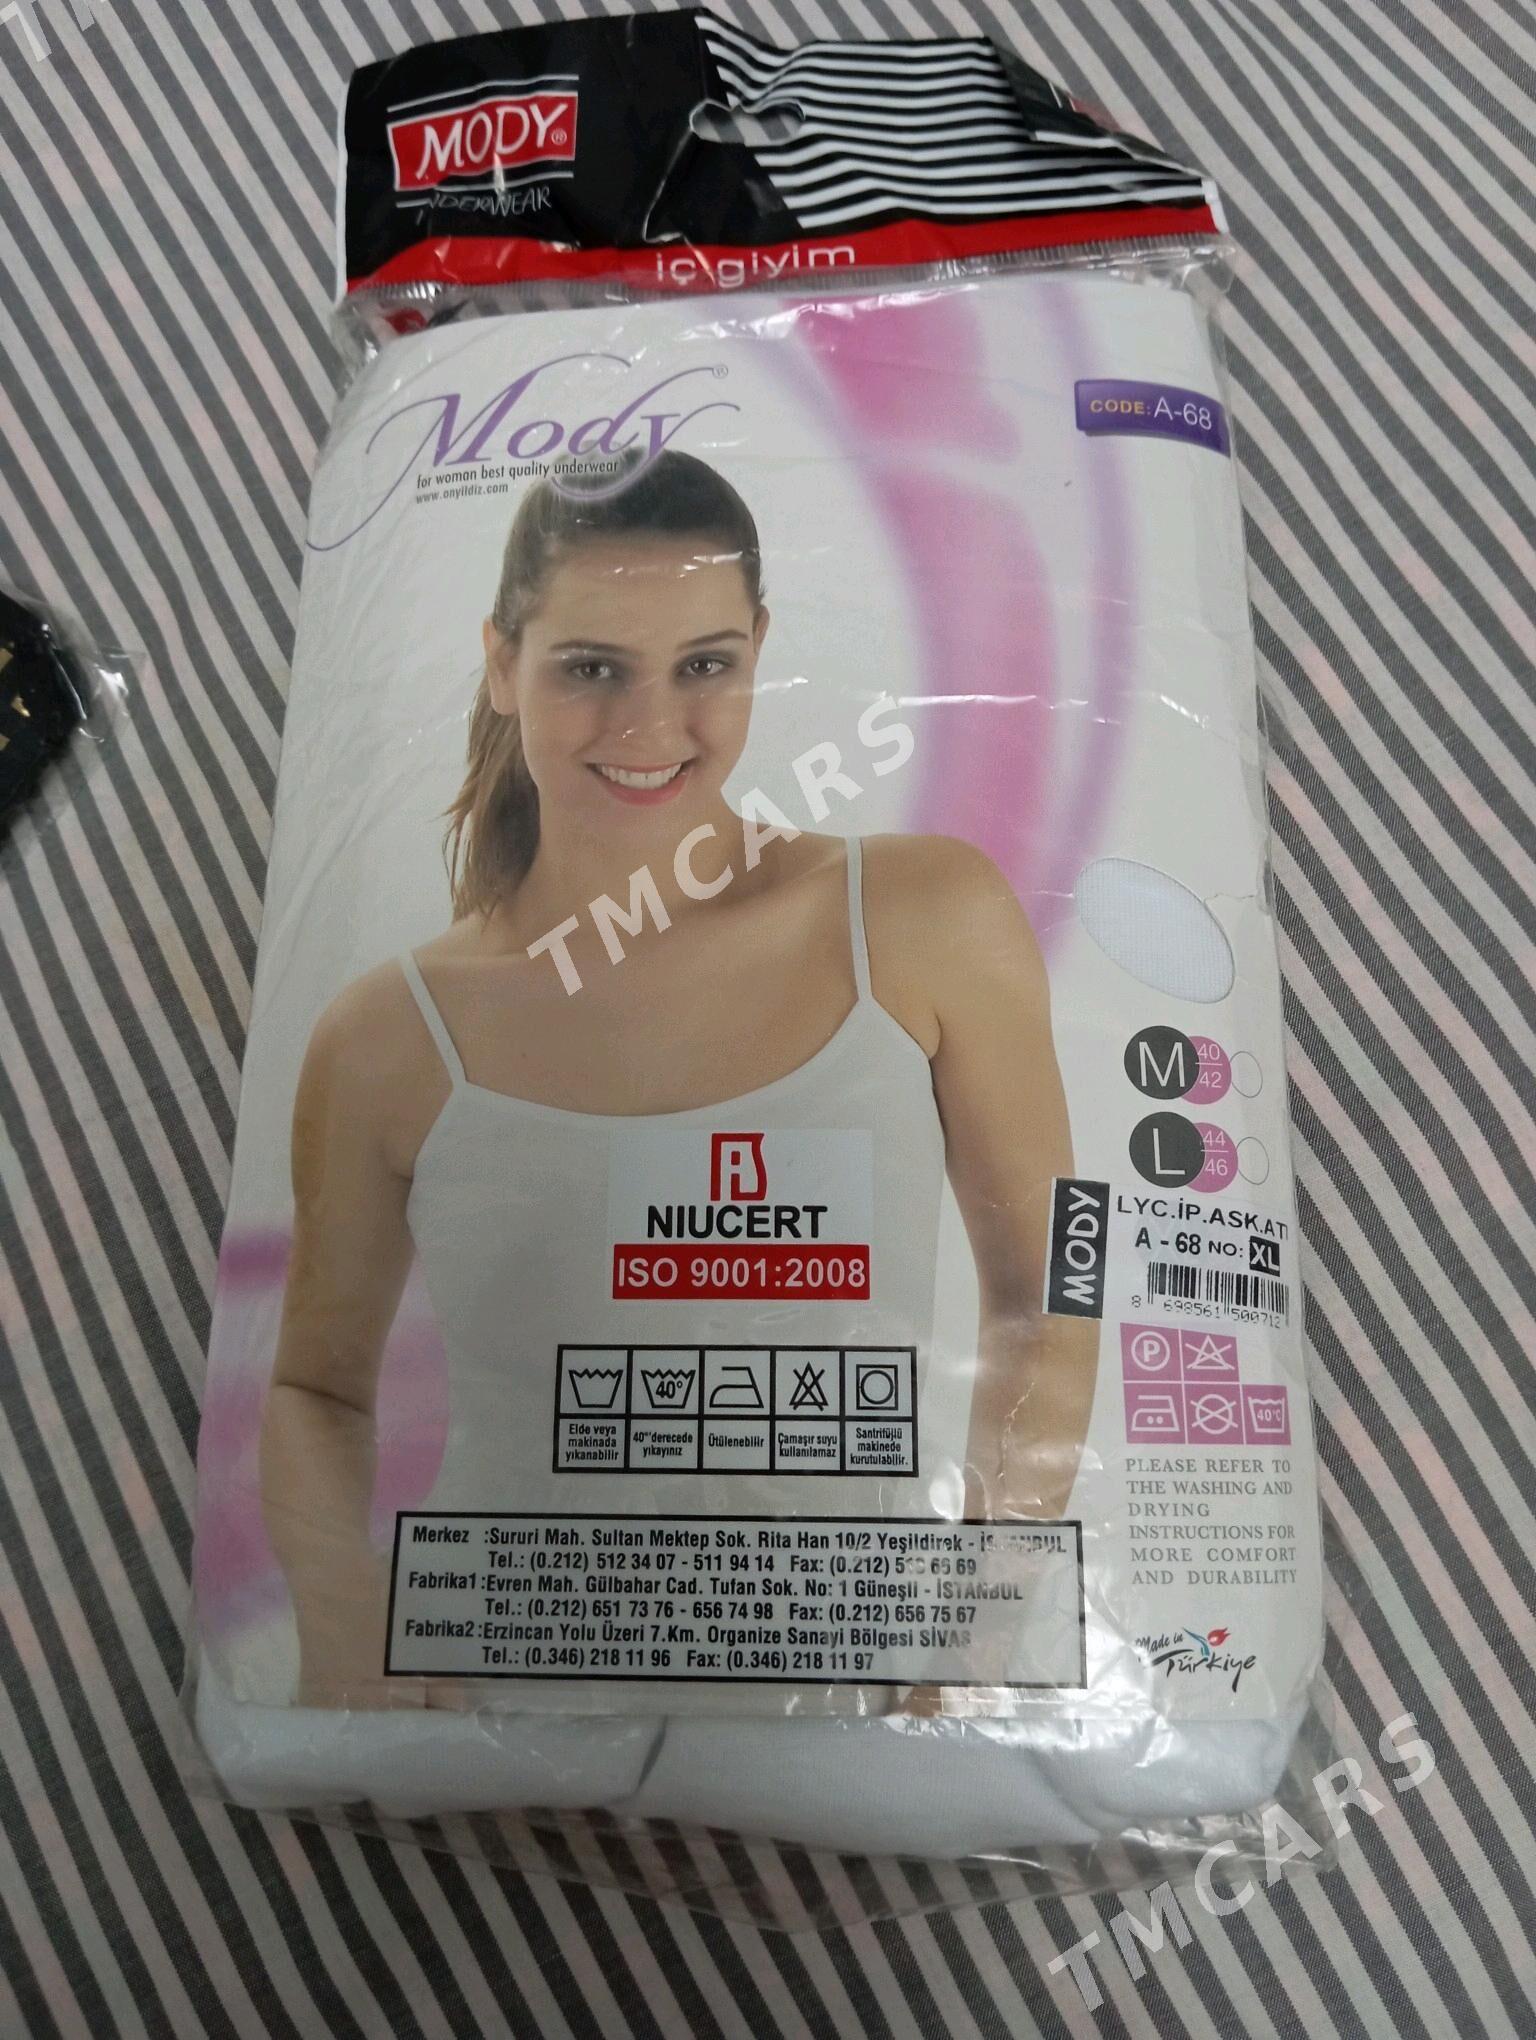 MODY®
UNDERWEAR
iç giyim
Mody®
for woman best quality underwear
www.onyildiz.com
CODE: A-68
TMCARS
M 40 42
L 44 46
NIUCERT
ISO 9001:2008
MODY
LYC.İP.ASK.ATL
A - 68 NO: XL
8 698561 500712
40°
Elde veya makinada yıkanabilir
40°'derecede yıkayınız
Ütülenebilir
Çamaşır suyu kullanılamaz
Santrifüjlü makinede kurutulabilir.
P
40°C
PLEASE REFER TO
THE WASHING AND
DRYING
INSTRUCTIONS FOR
MORE COMFORT
AND DURABILITY
Merkez :Sururi Mah. Sultan Mektep Sok. Rita Han 10/2 Yeşildirek - İSTANBUL
Tel.: (0.212) 512 34 07 - 511 94 14 Fax: (0.212)
Fabrika1:Evren Mah. Gülbahar Cad. Tufan Sok. No: 1 Güneşli - İSTANBUL
Tel.: (0.212) 651 73 76 - 656 74 98 Fax: (0.212) 656 75 67
Fabrika2:Erzincan Yolu Üzeri 7.Km. Organize Sanayi Bölgesi SİVAS
Tel.: (0.346) 218 11 96 Fax: (0.346) 218 11 97
Made in
Türkiye
TMCARS